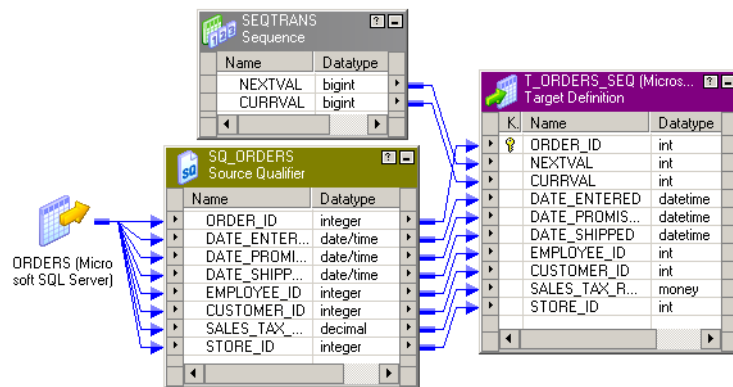 SEQTRANS
Sequence
Name Datatype
NEXTVAL bigint
CURRVAL bigint
T_ORDERS_SEQ (Micros...
Target Definition
K. Name Datatype
ORDER_ID int
NEXTVAL int
CURRVAL int
DATE_ENTERED datetime
DATE_PROMIS... datetime
DATE_SHIPPED datetime
EMPLOYEE_ID int
CUSTOMER_ID int
SALES_TAX_R... money
STORE_ID int
SQ_ORDERS
Source Qualifier
Name Datatype
ORDER_ID integer
DATE_ENTER... date/time
DATE_PROMI... date/time
DATE_SHIPP... date/time
EMPLOYEE_ID integer
CUSTOMER_ID integer
SALES_TAX_... decimal
STORE_ID integer
ORDERS (Micro
soft SQL Server)